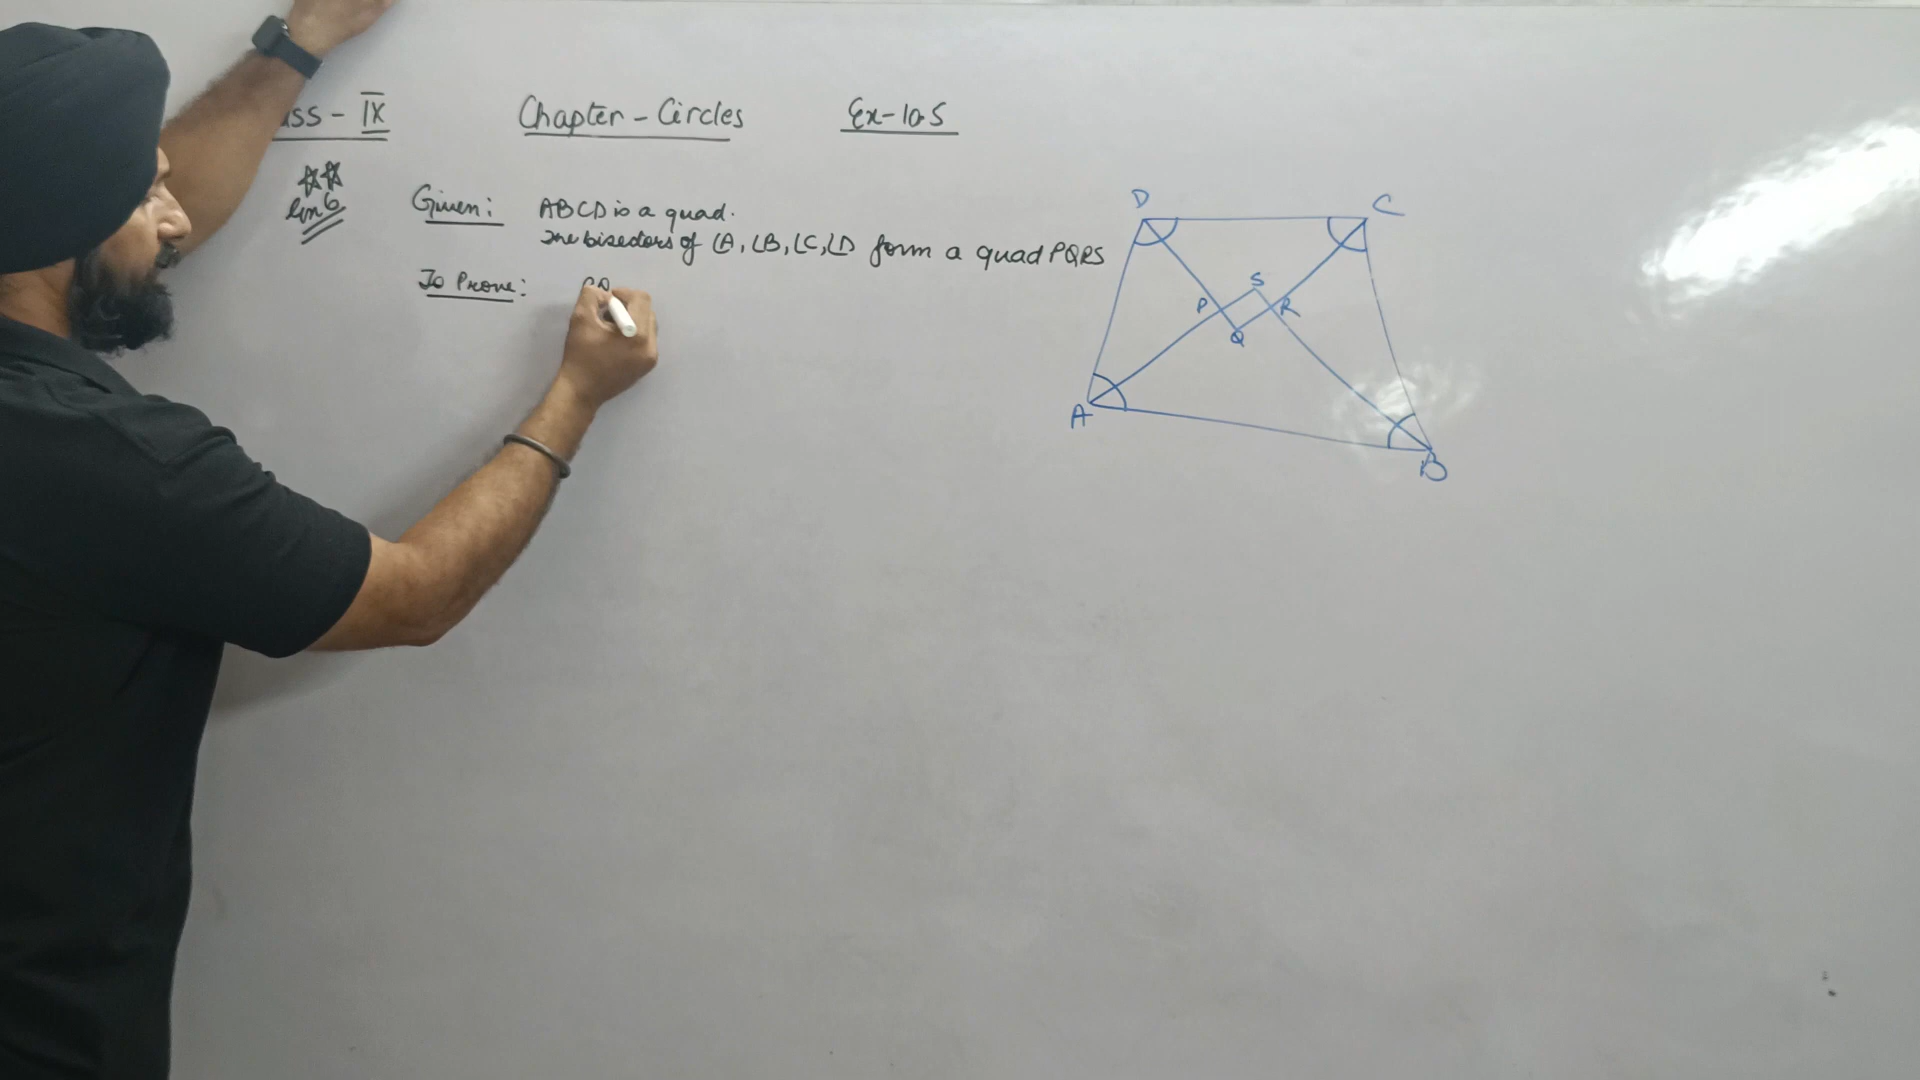 ass - IX Chapter - Circles Ex-10.5
Given: ABCD is a quad.
The bisectors of ∠A, ∠B, ∠C, ∠D form a quad PQRS
To Prove:
D
C
S
P
R
Q
A
B